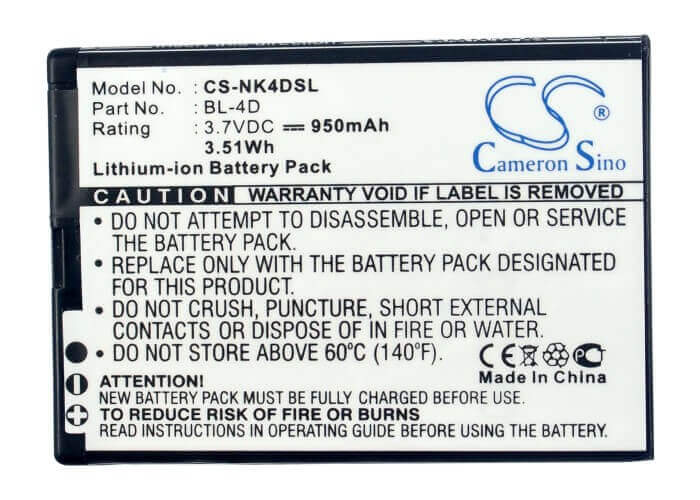 Model No. : CS-NK4DSL
Part No. : BL-4D
Rating : 3.7VDC 950mAh
3.51Wh
Lithium-ion Battery Pack
CS ®
Cameron Sino
CAUTION WARRANTY VOID IF LABEL IS REMOVED
• DO NOT ATTEMPT TO DISASSEMBLE, OPEN OR SERVICE
THE BATTERY PACK.
• REPLACE ONLY WITH THE BATTERY PACK DESIGNATED
FOR THIS EQUIPMENT.
• DO NOT CRUSH, PUNCTURE, SHORT EXTERNAL
CONTACTS OR DISPOSE OF IN FIRE OR WATER.
• DO NOT STORE ABOVE 60°C (140°F).
CE
Made In China
ATTENTION!
NEW BATTERY PACK MUST BE FULLY CHARGED BEFORE USE
TO REDUCE RISK OF FIRE OR BURNS
READ INSTRUCTIONS IN OPERATING GUIDE BEFORE USING BATTERY